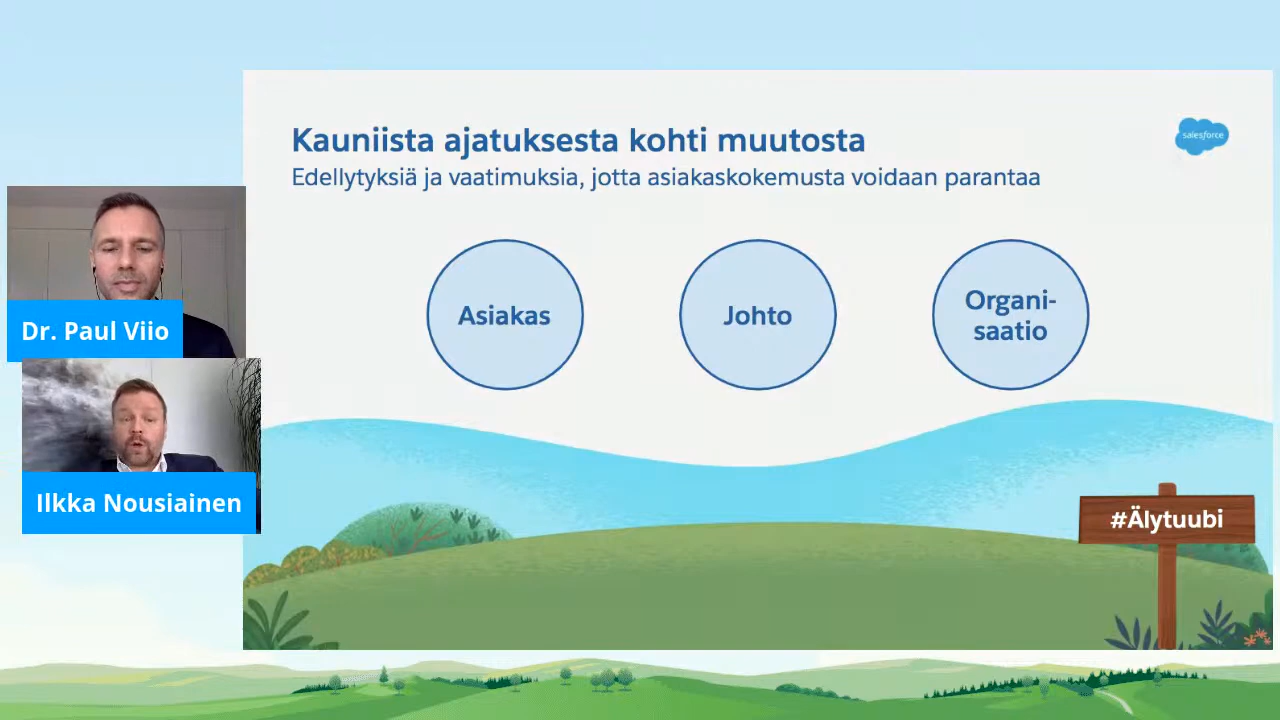 Kauniista ajatuksesta kohti muutosta
Edellytyksiä ja vaatimuksia, jotta asiakaskokemusta voidaan parantaa
salesforce
Asiakas
Johto
Organi-
saatio
Dr. Paul Viio
Ilkka Nousiainen
#Älytuubi